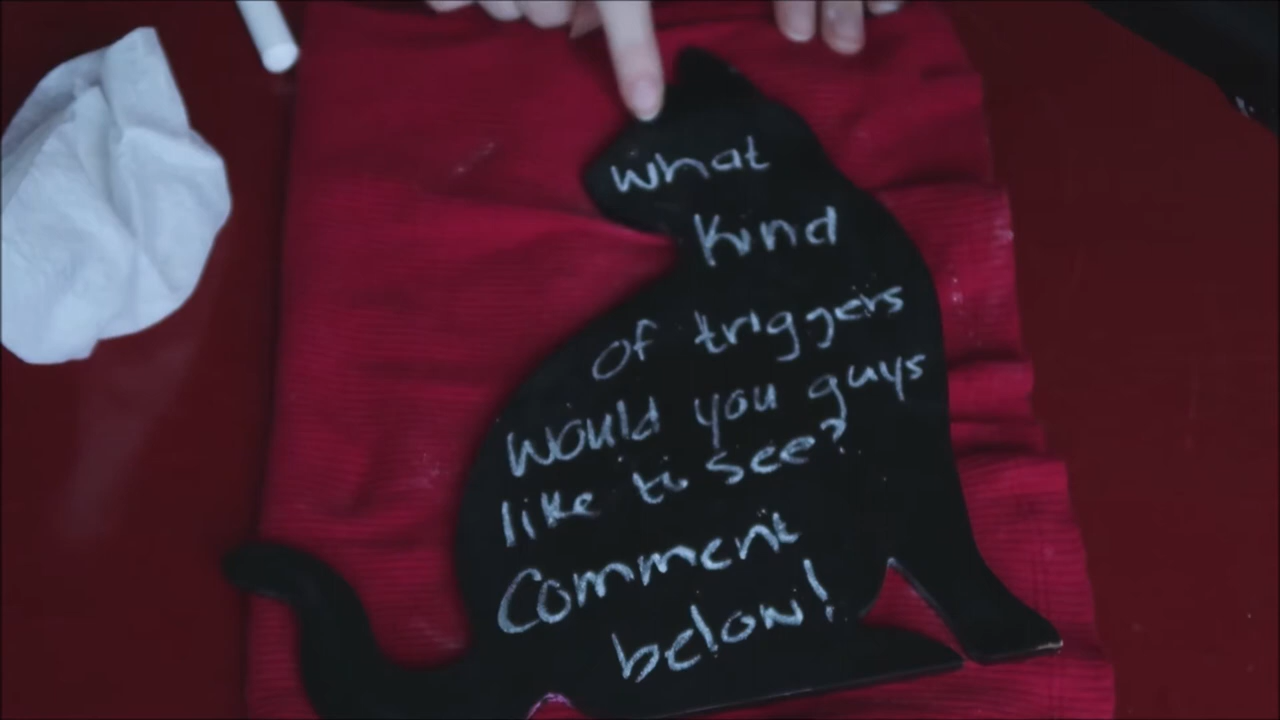 what
kind
of triggers
would you guys
like to see?
Comment
below!